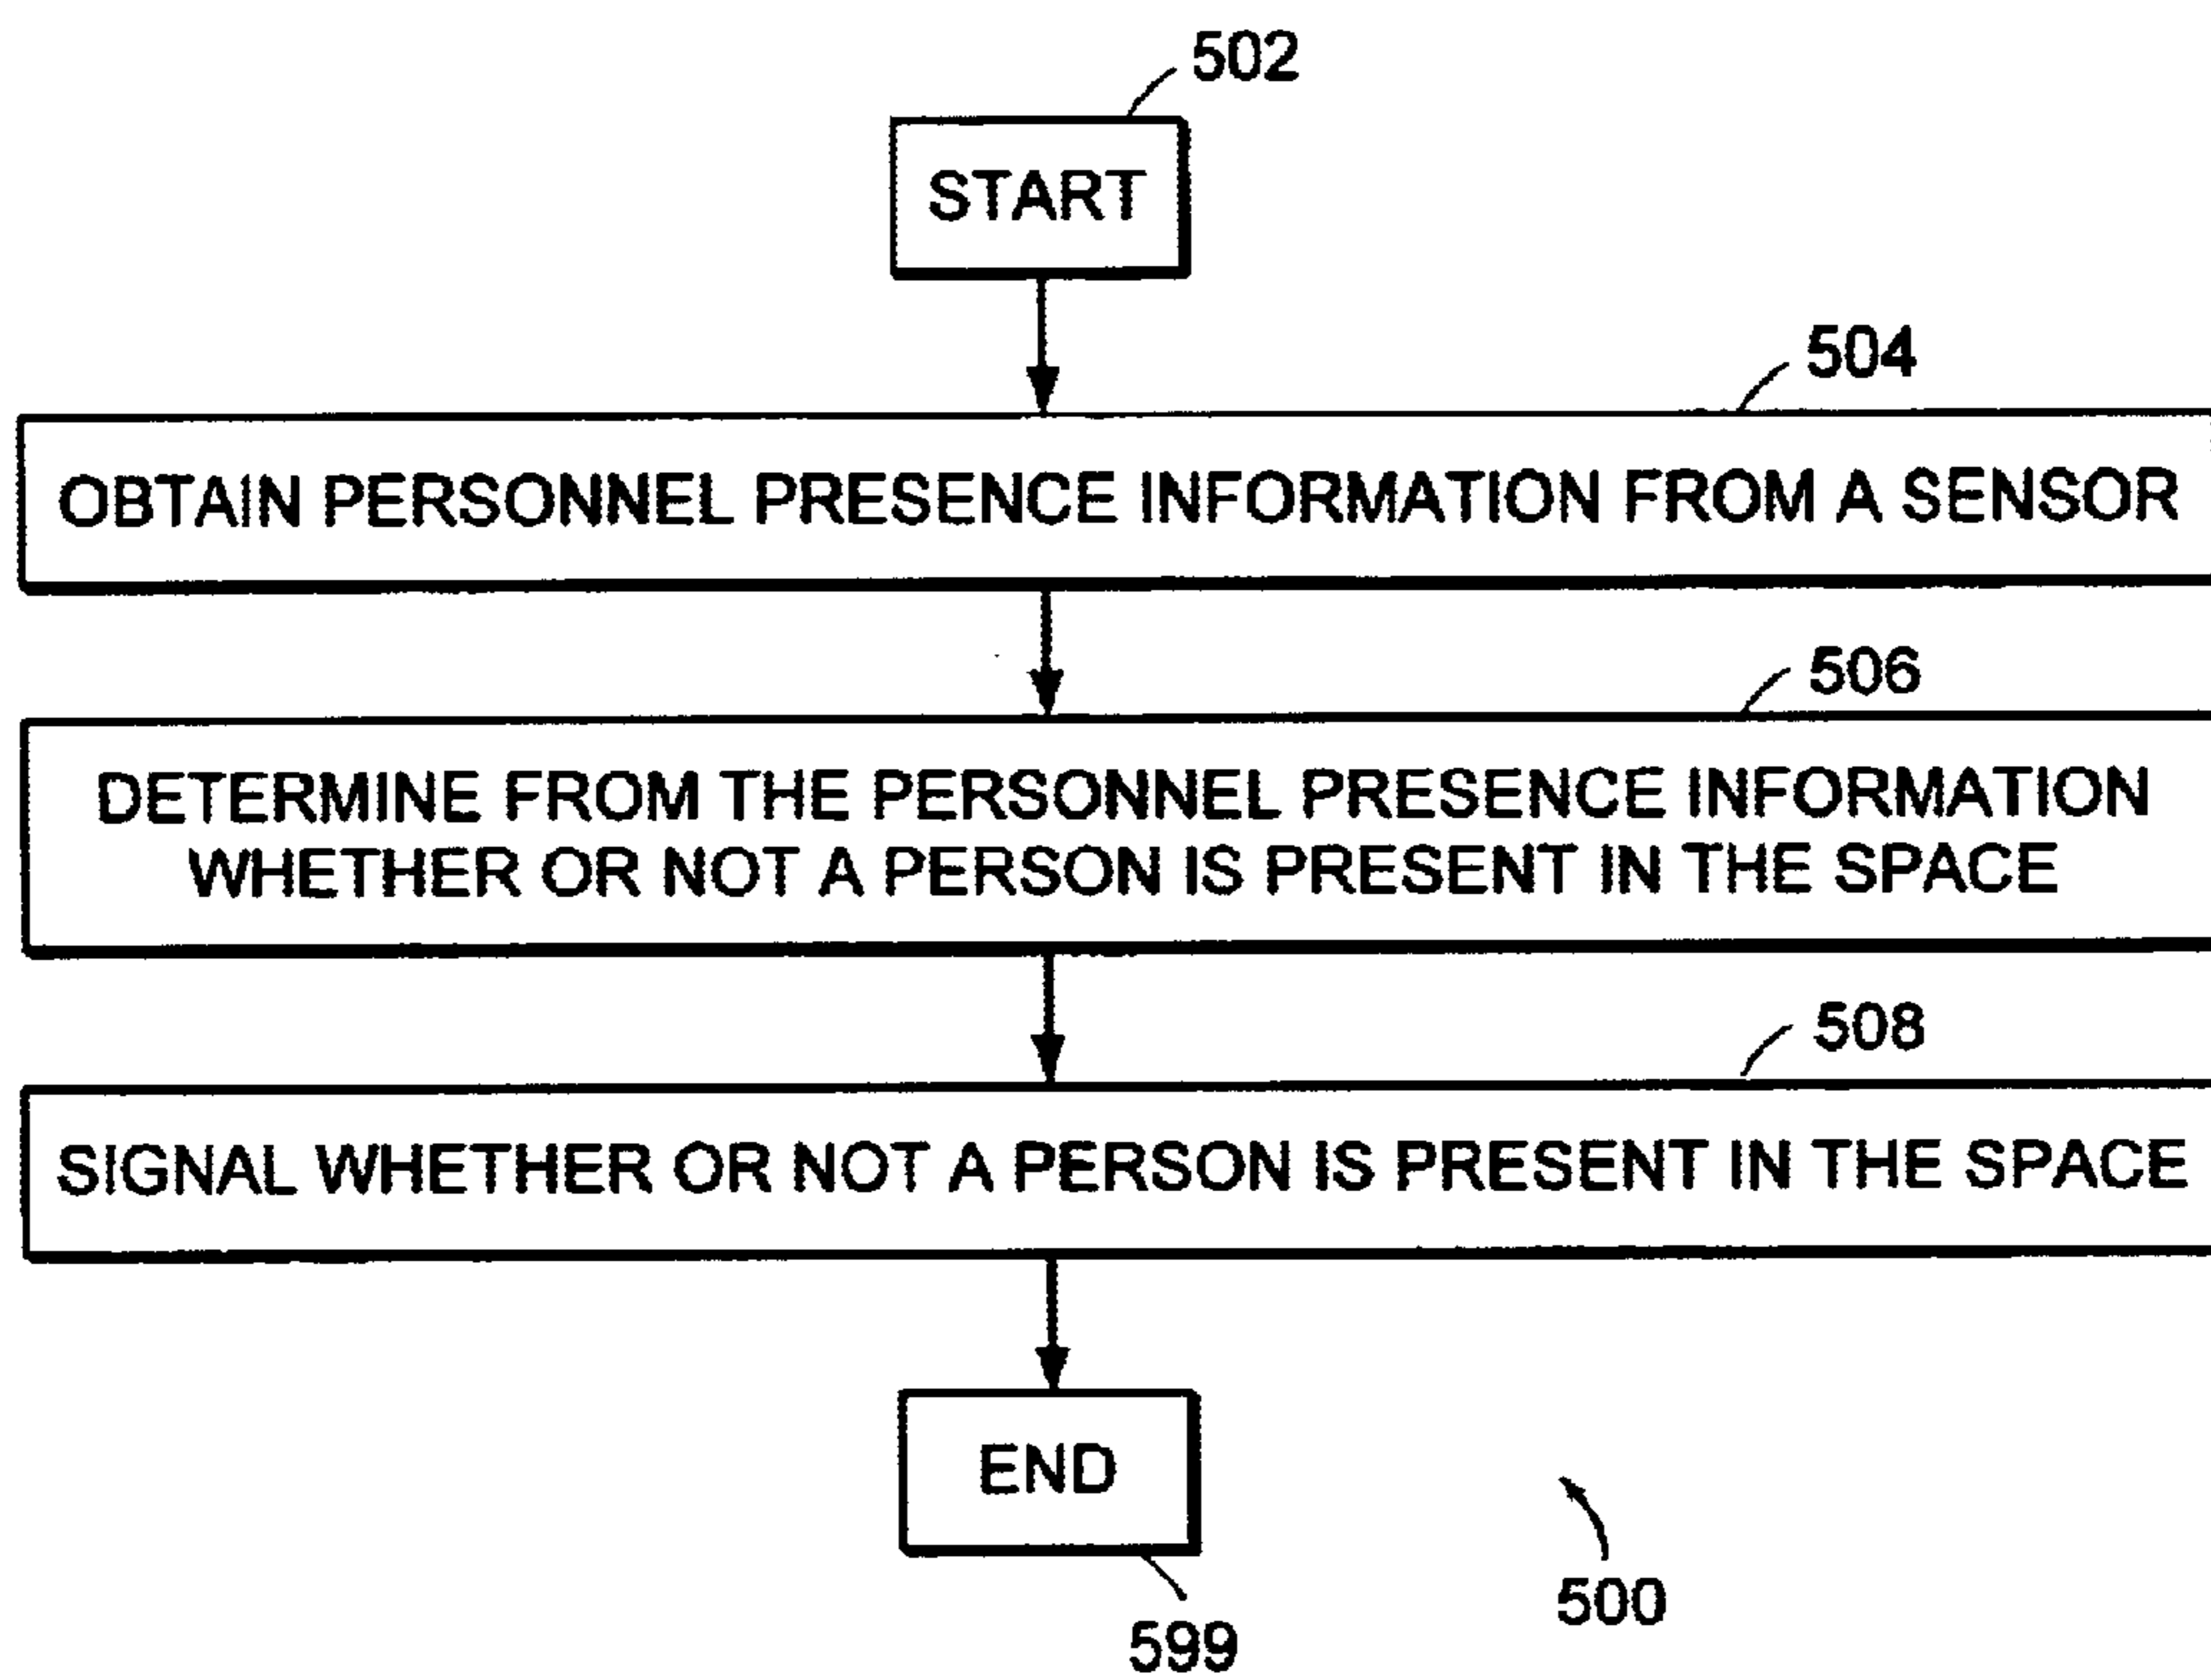 502
START
504
OBTAIN PERSONNEL PRESENCE INFORMATION FROM A SENSOR
506
DETERMINE FROM THE PERSONNEL PRESENCE INFORMATION
WHETHER OR NOT A PERSON IS PRESENT IN THE SPACE
508
SIGNAL WHETHER OR NOT A PERSON IS PRESENT IN THE SPACE
END
500
599